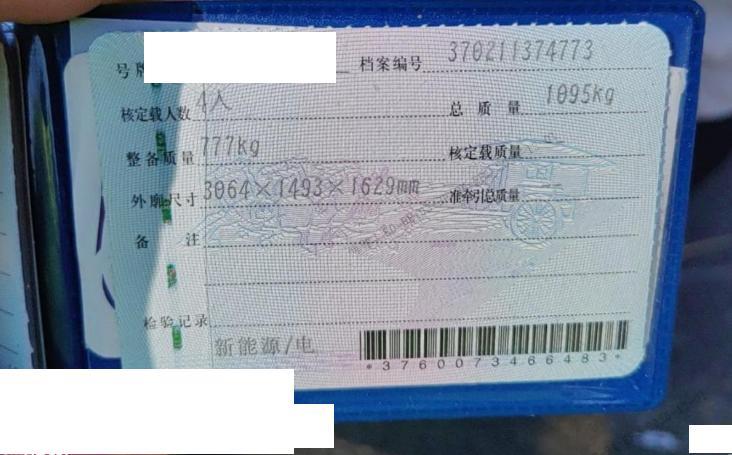 号牌 档案编号 370211374773
核定载人数 4人 总质量 1095kg
整备质量 777kg 核定载质量
外廓尺寸 3064×1493×1629mm 准牵引总质量
备注
检验记录
新能源/电
*3760073466483*